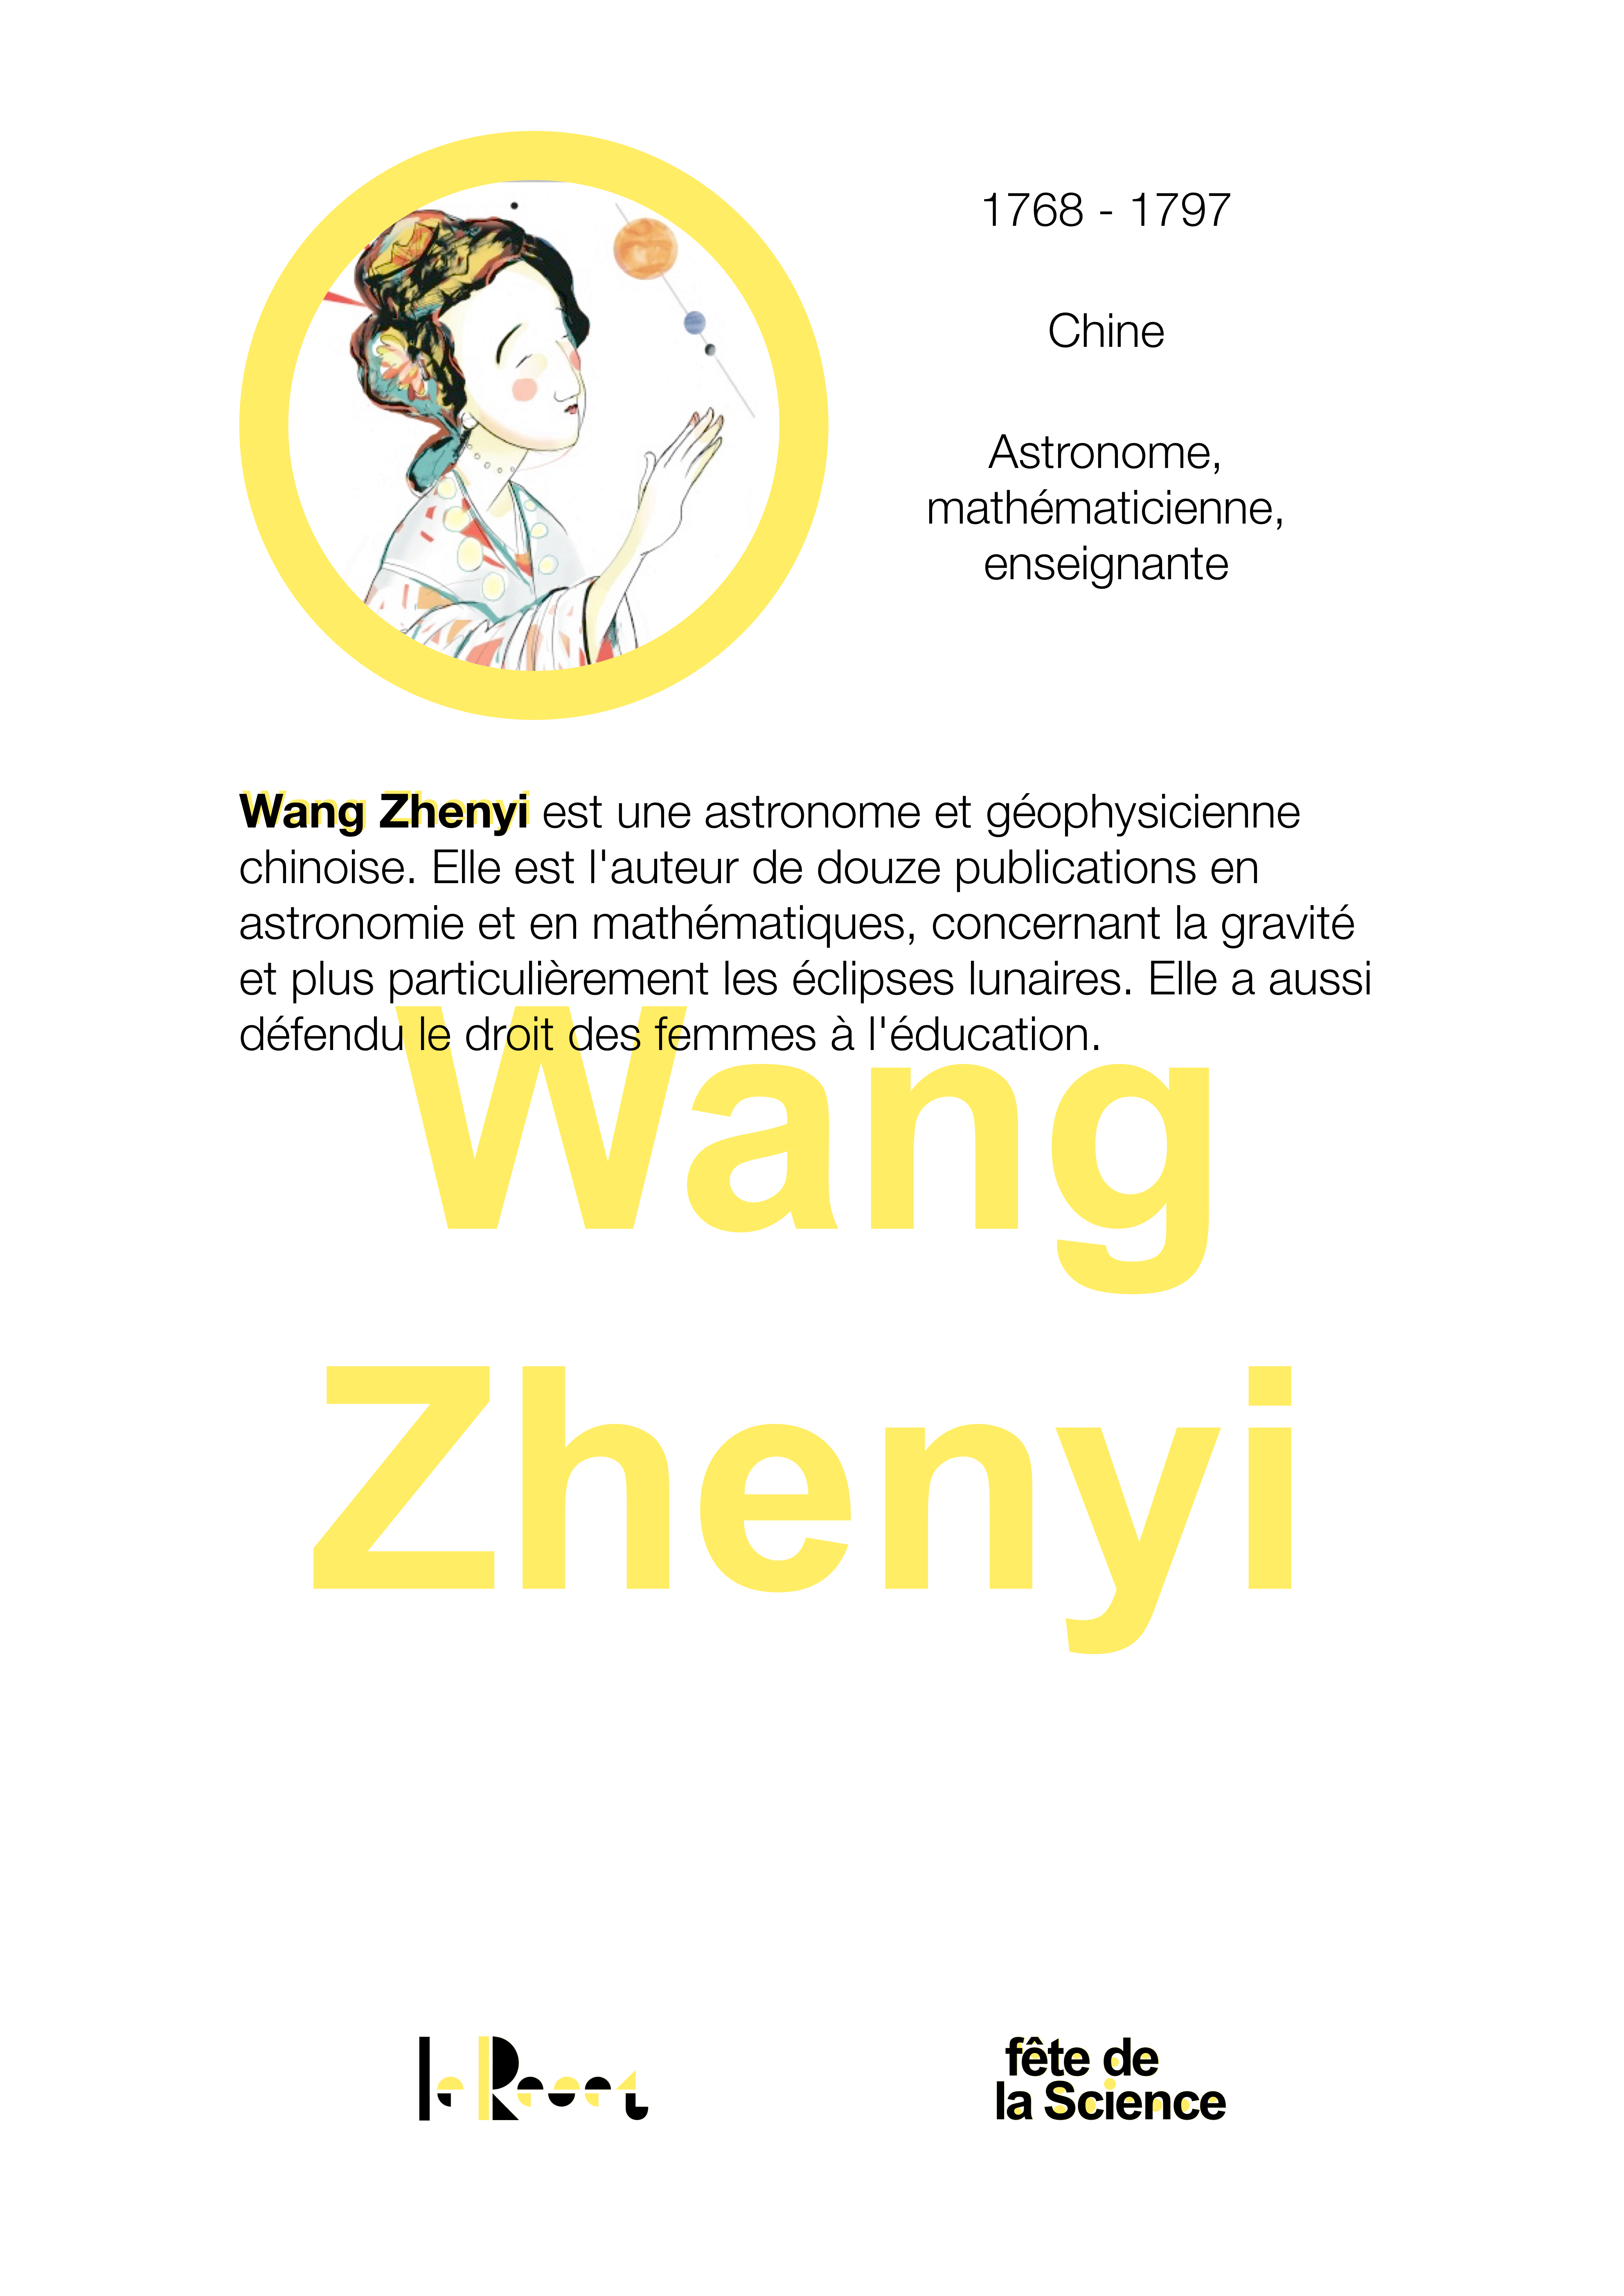 1768 - 1797
Chine
Astronome,
mathématicienne,
enseignante
Wang Zhenyi est une astronome et géophysicienne
chinoise. Elle est l'auteur de douze publications en
astronomie et en mathématiques, concernant la gravité
et plus particulièrement les éclipses lunaires. Elle a aussi
défendu le droit des femmes à l'éducation.
Wang
Zhenyi
le Reset
fête de
la Science